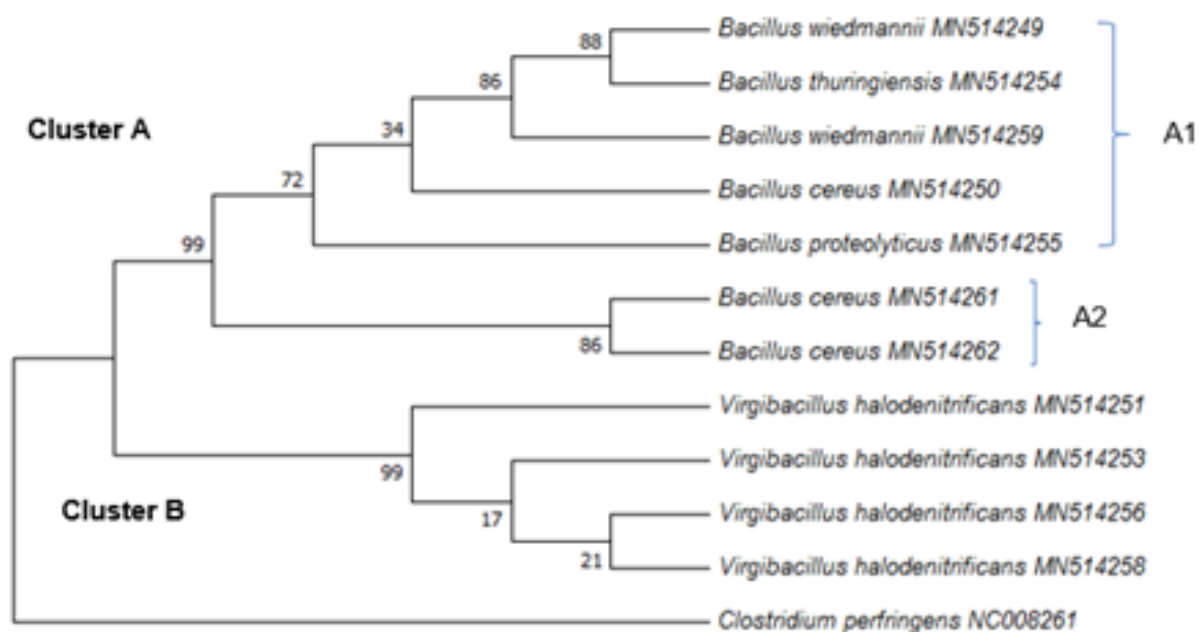 Bacillus wiedmannii MN514249
88
Bacillus thuringiensis MN514254
86
Cluster A
34
Bacillus wiedmannii MN514259
A1
72
Bacillus cereus MN514250
99
Bacillus proteolyticus MN514255
Bacillus cereus MN514261
A2
86
Bacillus cereus MN514262
Virgibacillus halodenitrificans MN514251
99
Virgibacillus halodenitrificans MN514253
Cluster B
17
Virgibacillus halodenitrificans MN514256
21
Virgibacillus halodenitrificans MN514258
Clostridium perfringens NC008261